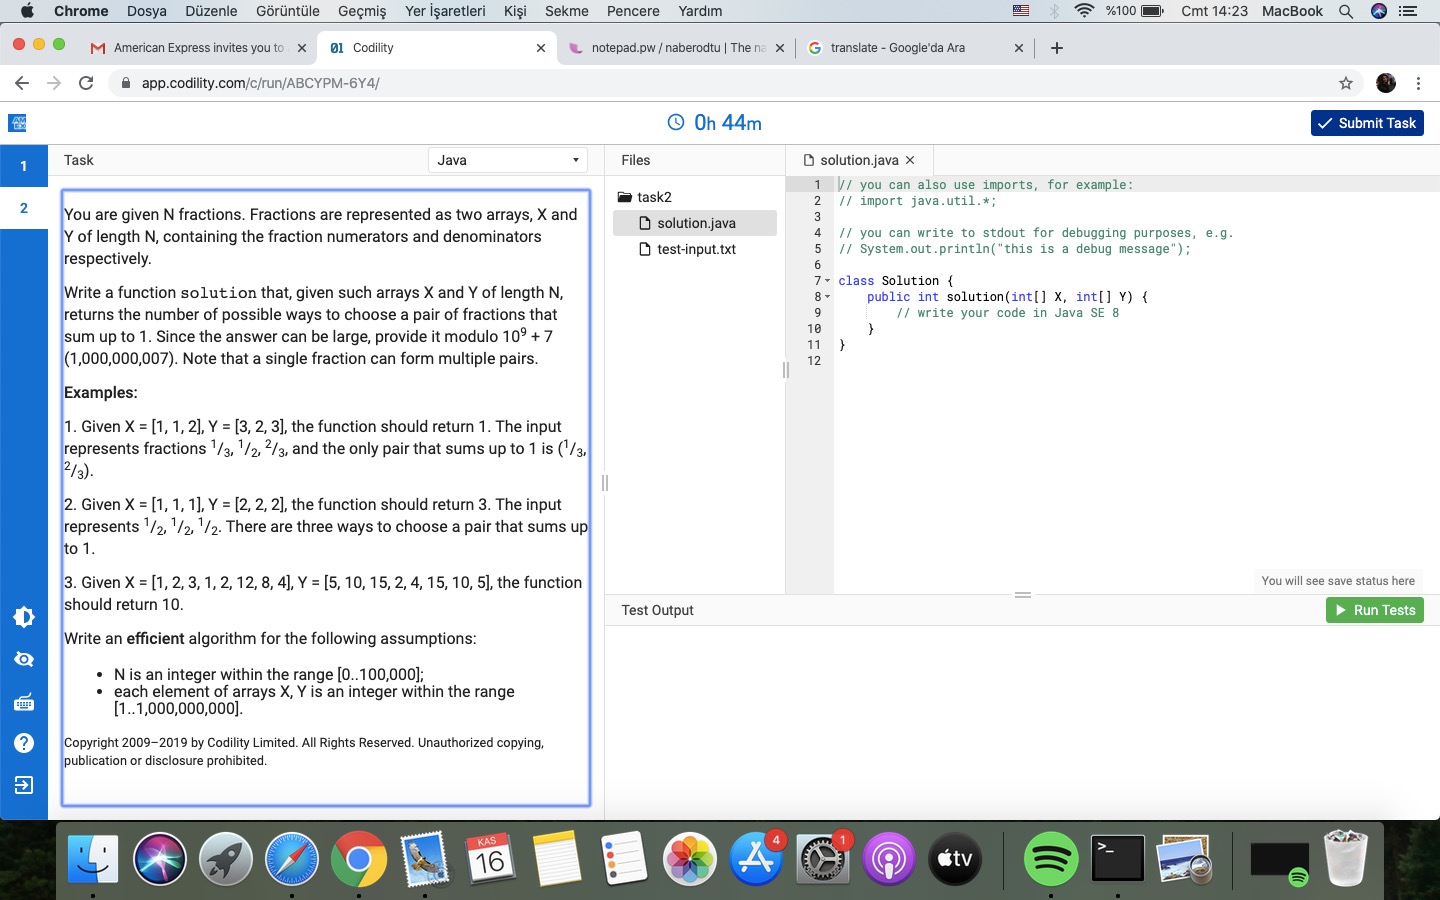 Chrome Dosya Düzenle Görüntüle Geçmiş Yer İşaretleri Kişi Sekme Pencere Yardım %100 Cmt 14:23 MacBook
American Express invites you to
Codility
notepad.pw / naberodtu | The na
translate - Google'da Ara
app.codility.com/c/run/ABCYPM-6Y4/
0h 44m
Submit Task
1
2
Task
Java
Files
solution.java
task2
solution.java
test-input.txt
You are given N fractions. Fractions are represented as two arrays, X and
Y of length N, containing the fraction numerators and denominators
respectively.
Write a function solution that, given such arrays X and Y of length N,
returns the number of possible ways to choose a pair of fractions that
sum up to 1. Since the answer can be large, provide it modulo 10⁹ + 7
(1,000,000,007). Note that a single fraction can form multiple pairs.
Examples:
1. Given X = [1, 1, 2], Y = [3, 2, 3], the function should return 1. The input
represents fractions ¹/₃, ¹/₂, ²/₃, and the only pair that sums up to 1 is (¹/₃,
²/₃).
2. Given X = [1, 1, 1], Y = [2, 2, 2], the function should return 3. The input
represents ¹/₂, ¹/₂, ¹/₂. There are three ways to choose a pair that sums up
to 1.
3. Given X = [1, 2, 3, 1, 2, 12, 8, 4], Y = [5, 10, 15, 2, 4, 15, 10, 5], the function
should return 10.
Write an efficient algorithm for the following assumptions:
• N is an integer within the range [0..100,000];
• each element of arrays X, Y is an integer within the range
[1..1,000,000,000].
Copyright 2009–2019 by Codility Limited. All Rights Reserved. Unauthorized copying,
publication or disclosure prohibited.
1 // you can also use imports, for example:
2 // import java.util.*;
3
4 // you can write to stdout for debugging purposes, e.g.
5 // System.out.println("this is a debug message");
6
7 class Solution {
8 public int solution(int[] X, int[] Y) {
9 // write your code in Java SE 8
10 }
11 }
12
You will see save status here
Test Output
Run Tests
KAS
16
4
1
tv
>_